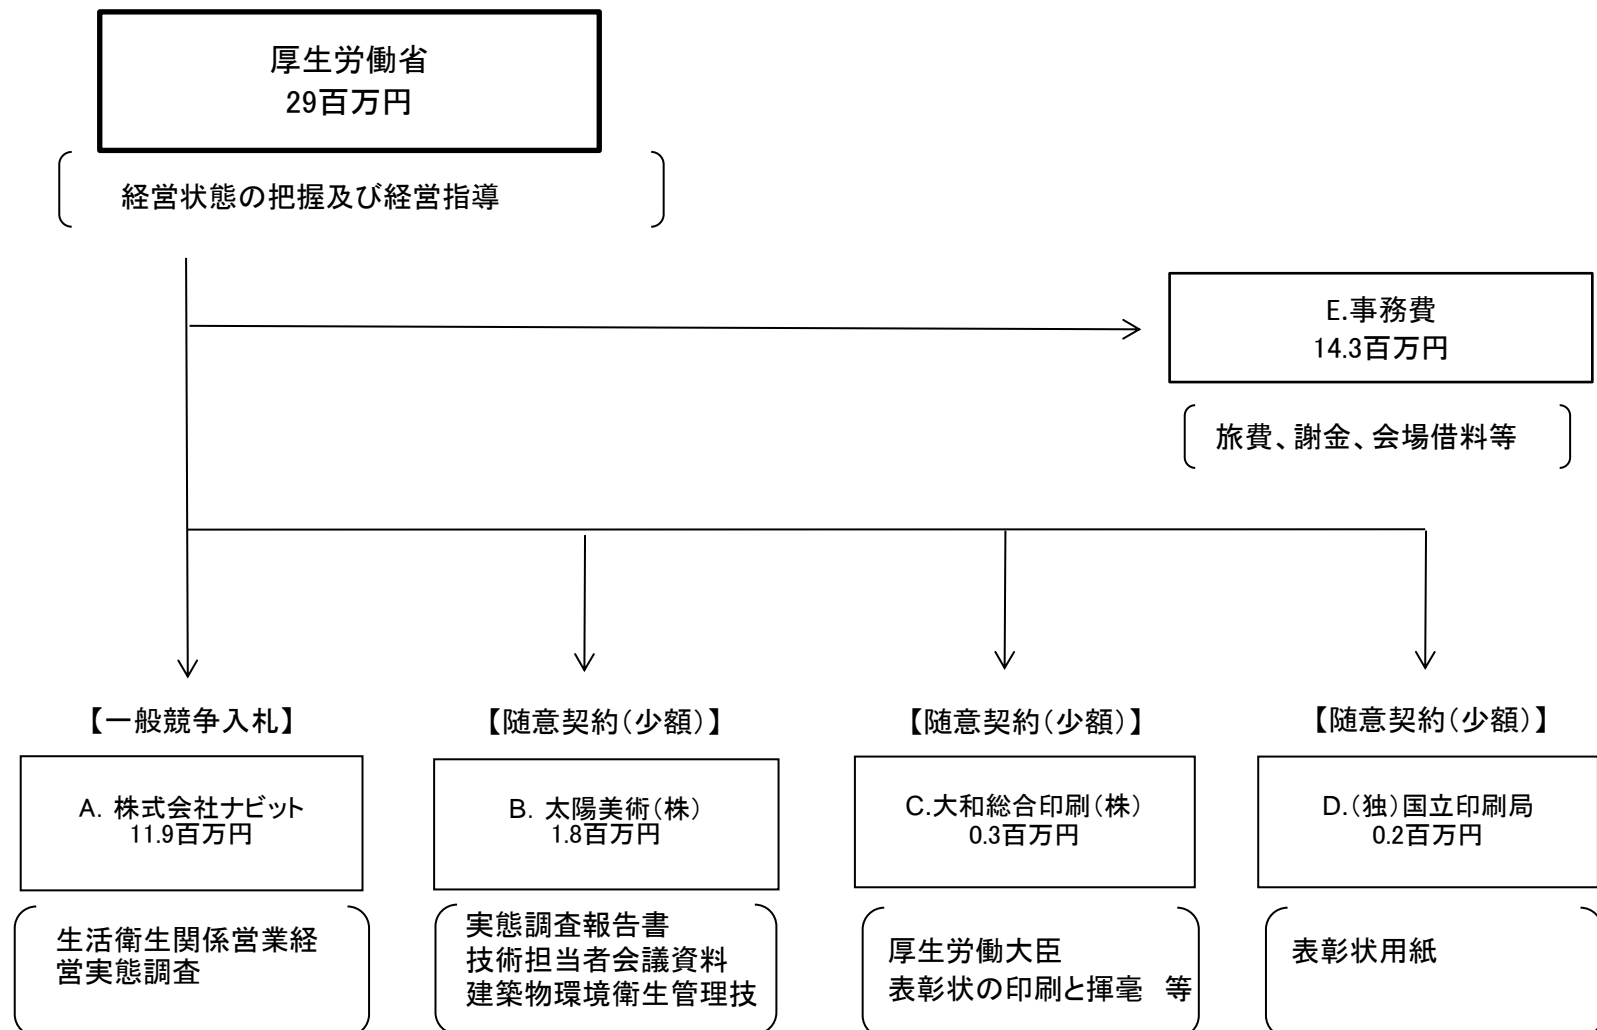 厚生労働省
29百万円
経営状態の把握及び経営指導
E.事務費
14.3百万円
旅費、謝金、会場借料等
【一般競争入札】
【随意契約（少額）】
【随意契約（少額）】
【随意契約（少額）】
A. 株式会社ナビット
11.9百万円
B. 太陽美術（株）
1.8百万円
C.大和総合印刷（株）
0.3百万円
D.（独）国立印刷局
0.2百万円
生活衛生関係営業経
営実態調査
実態調査報告書
技術担当者会議資料
建築物環境衛生管理技
厚生労働大臣
表彰状の印刷と揮毫　等
表彰状用紙